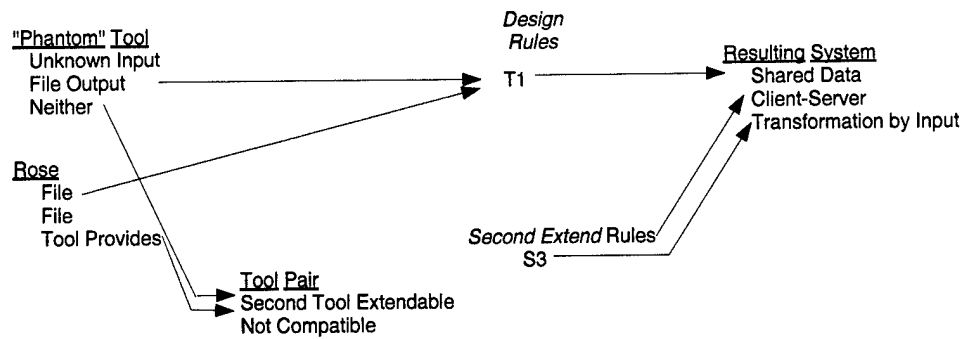 "Phantom" Tool
Unknown Input
File Output
Neither
Rose
File
File
Tool Provides
Tool Pair
Second Tool Extendable
Not Compatible
Design
Rules
T1
Second Extend Rules
S3
Resulting System
Shared Data
Client-Server
Transformation by Input